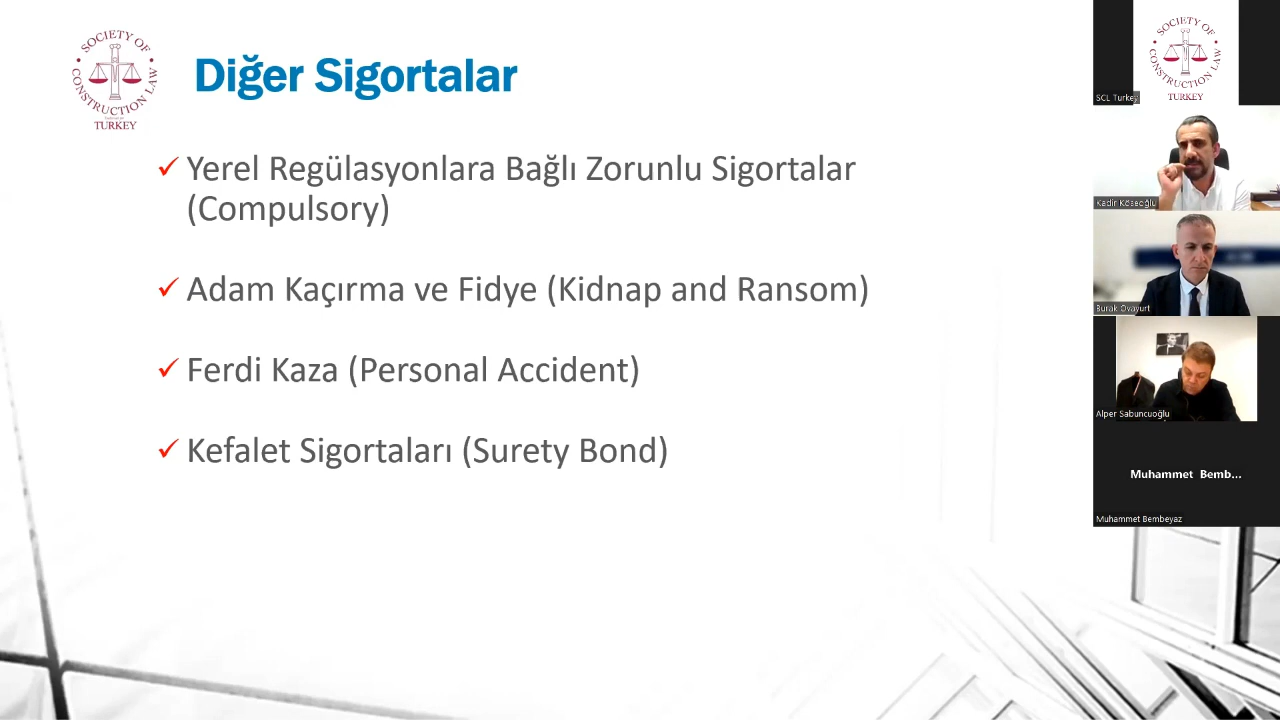 SOCIETY OF
CONSTRUCTION LAW
TURKEY
Diğer Sigortalar
✓ Yerel Regülasyonlara Bağlı Zorunlu Sigortalar
(Compulsory)
✓ Adam Kaçırma ve Fidye (Kidnap and Ransom)
✓ Ferdi Kaza (Personal Accident)
✓ Kefalet Sigortaları (Surety Bond)
SOCIETY OF
CONSTRUCTION LAW
TURKEY
SCL Turkey
Kadir Köseoğlu
Burak Ovayurt
Alper Sabuncuoğlu
Muhammet Bemb...
Muhammet Bembeyaz